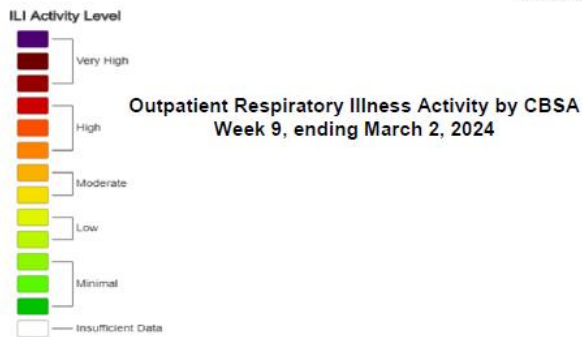 ILI Activity Level
Very High
Outpatient Respiratory Illness Activity by CBSA
Week 9, ending March 2, 2024
High
Moderate
Low
Minimal
Insufficient Data